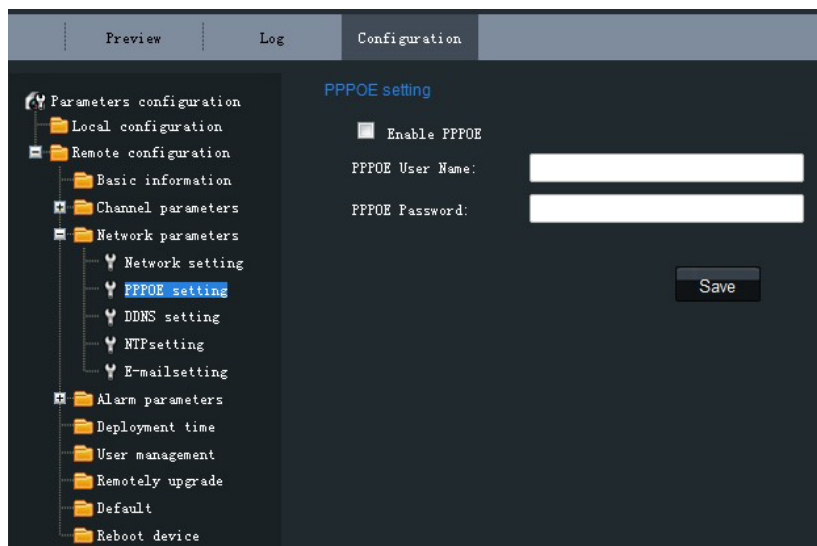 Preview Log Configuration
Parameters configuration
Local configuration
Remote configuration
Basic information
Channel parameters
Network parameters
Network setting
PPPOE setting
DDNS setting
NTPsetting
E-mailsetting
Alarm parameters
Deployment time
User management
Remotely upgrade
Default
Reboot device
PPPOE setting
Enable PPPOE
PPPOE User Name:
PPPOE Password:
Save